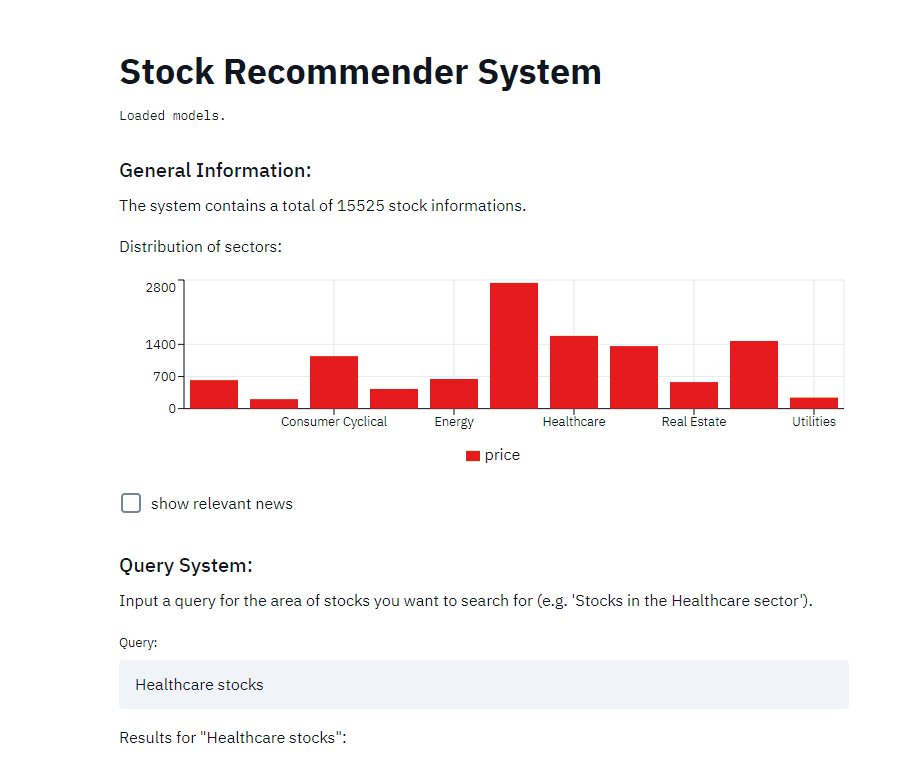 Stock Recommender System
Loaded models.
General Information:
The system contains a total of 15525 stock informations.
Distribution of sectors:
2800
1400
700
0
Consumer Cyclical Energy Healthcare Real Estate Utilities
price
show relevant news
Query System:
Input a query for the area of stocks you want to search for (e.g. 'Stocks in the Healthcare sector').
Query:
Healthcare stocks
Results for "Healthcare stocks":